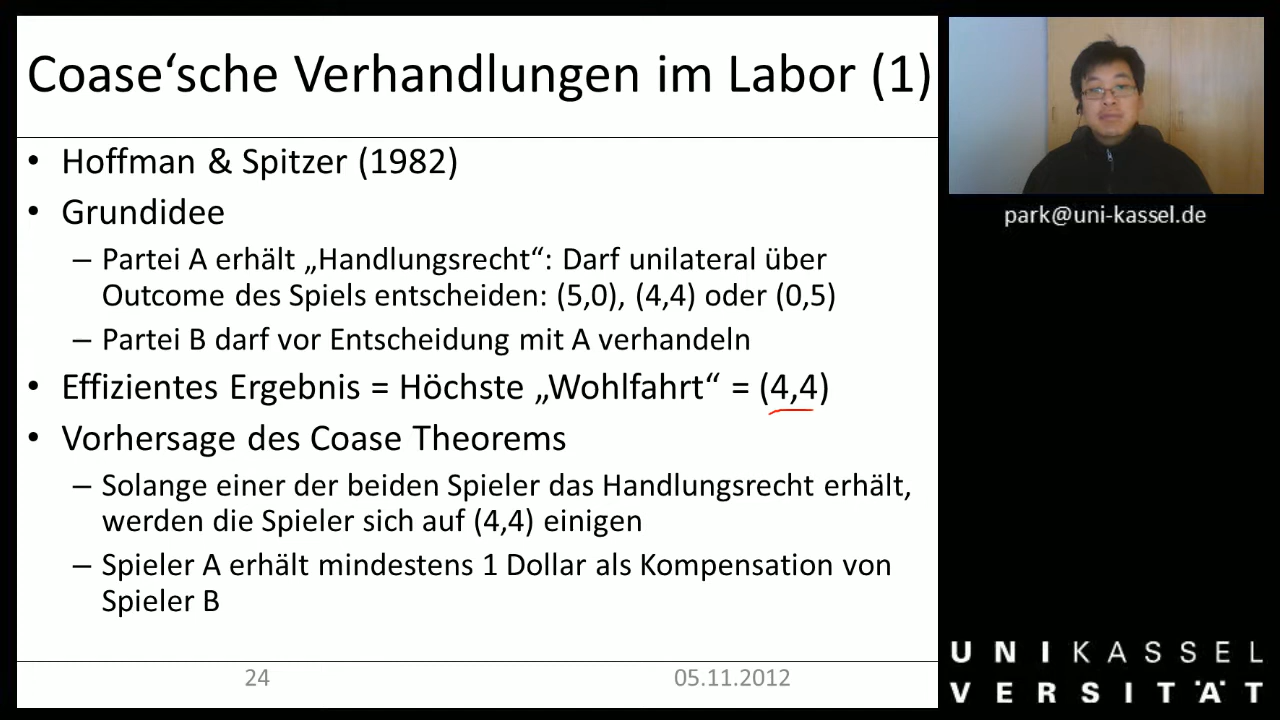 Coase‘sche Verhandlungen im Labor (1)
• Hoffman & Spitzer (1982)
• Grundidee
– Partei A erhält „Handlungsrecht“: Darf unilateral über
Outcome des Spiels entscheiden: (5,0), (4,4) oder (0,5)
– Partei B darf vor Entscheidung mit A verhandeln
• Effizientes Ergebnis = Höchste „Wohlfahrt“ = (4,4)
• Vorhersage des Coase Theorems
– Solange einer der beiden Spieler das Handlungsrecht erhält,
werden die Spieler sich auf (4,4) einigen
– Spieler A erhält mindestens 1 Dollar als Kompensation von
Spieler B
24
05.11.2012
park@uni-kassel.de
UNIKASSEL
VERSITÄT